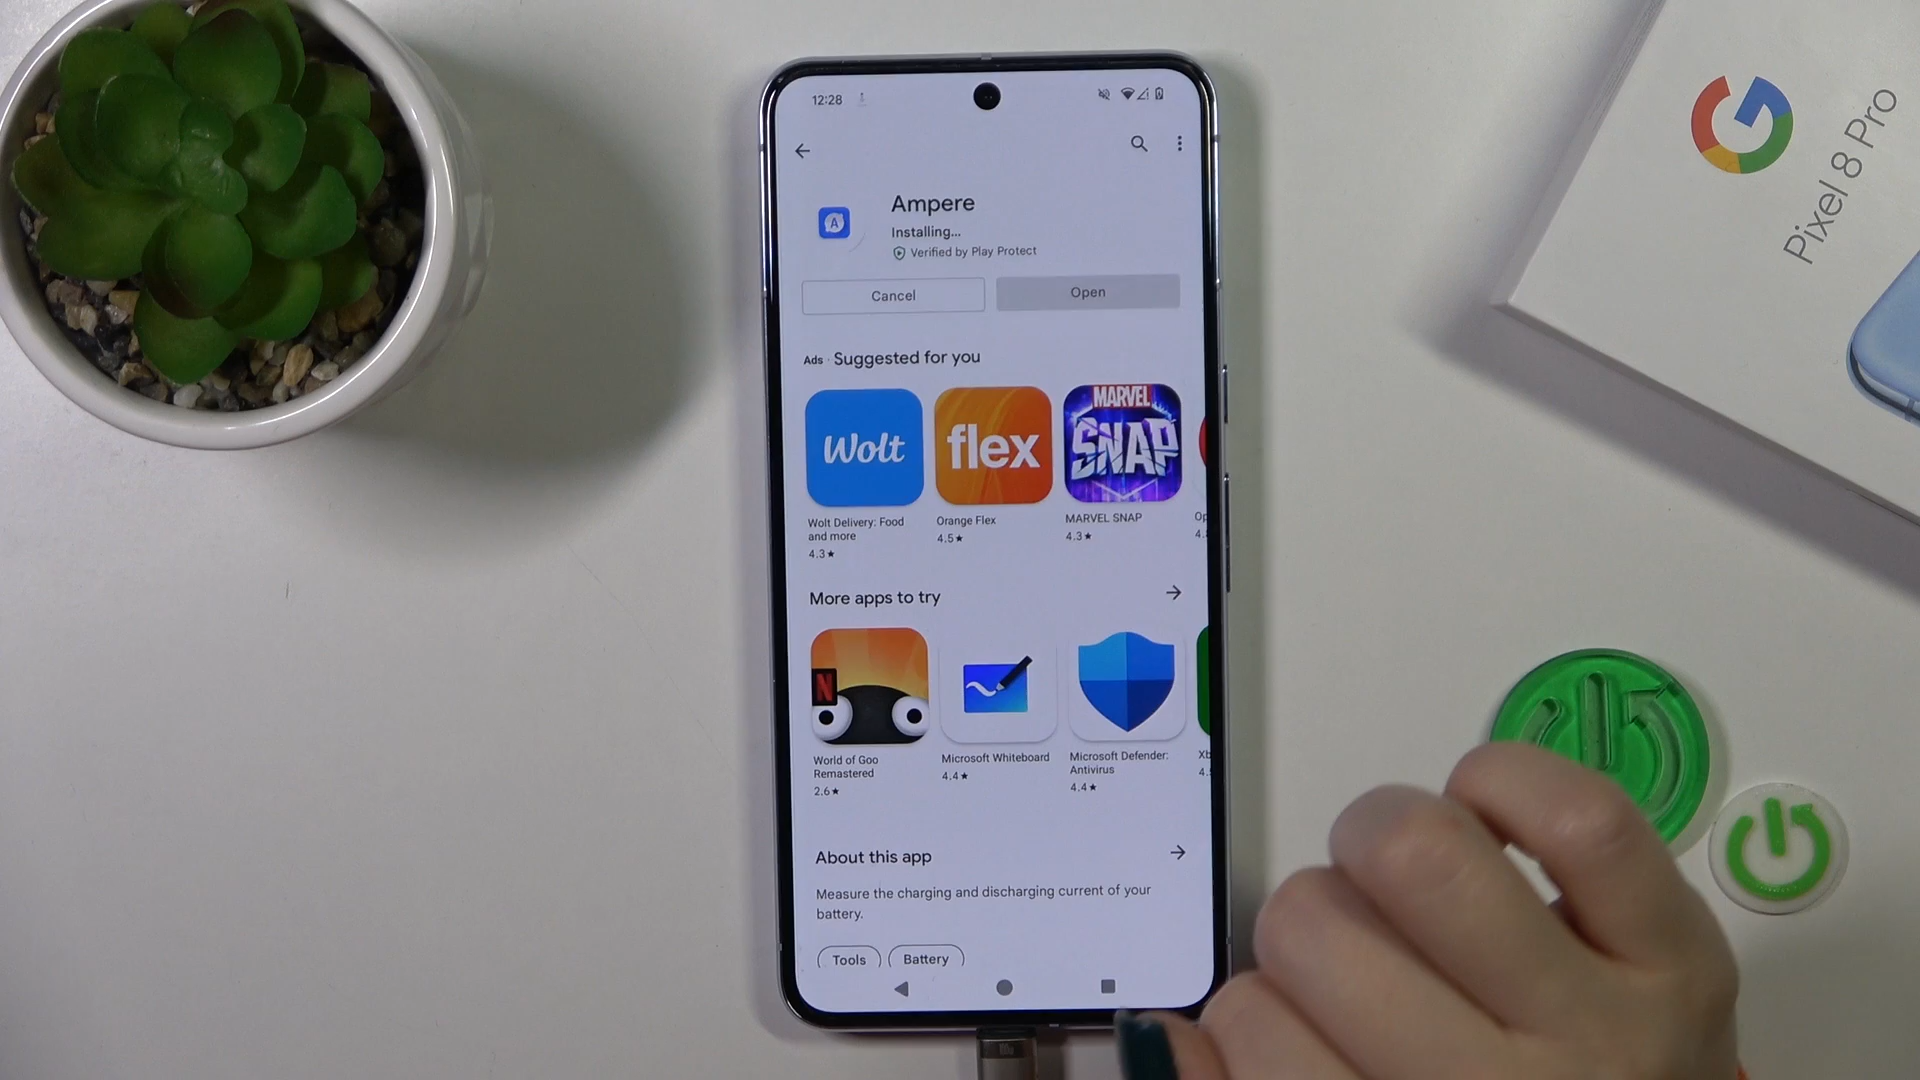 12:28
Ampere
Installing...
Verified by Play Protect
Cancel
Open
Ads · Suggested for you
Wolt
flex
MARVEL
SNAP
Wolt Delivery: Food
and more
4.3★
Orange Flex
4.5★
MARVEL SNAP
4.3★
Op
4.
More apps to try
N
World of Goo
Remastered
2.6★
Microsoft Whiteboard
4.4★
Microsoft Defender:
Antivirus
4.4★
Xb
4.
About this app
Measure the charging and discharging current of your
battery.
Tools
Battery
G
Pixel 8 Pro